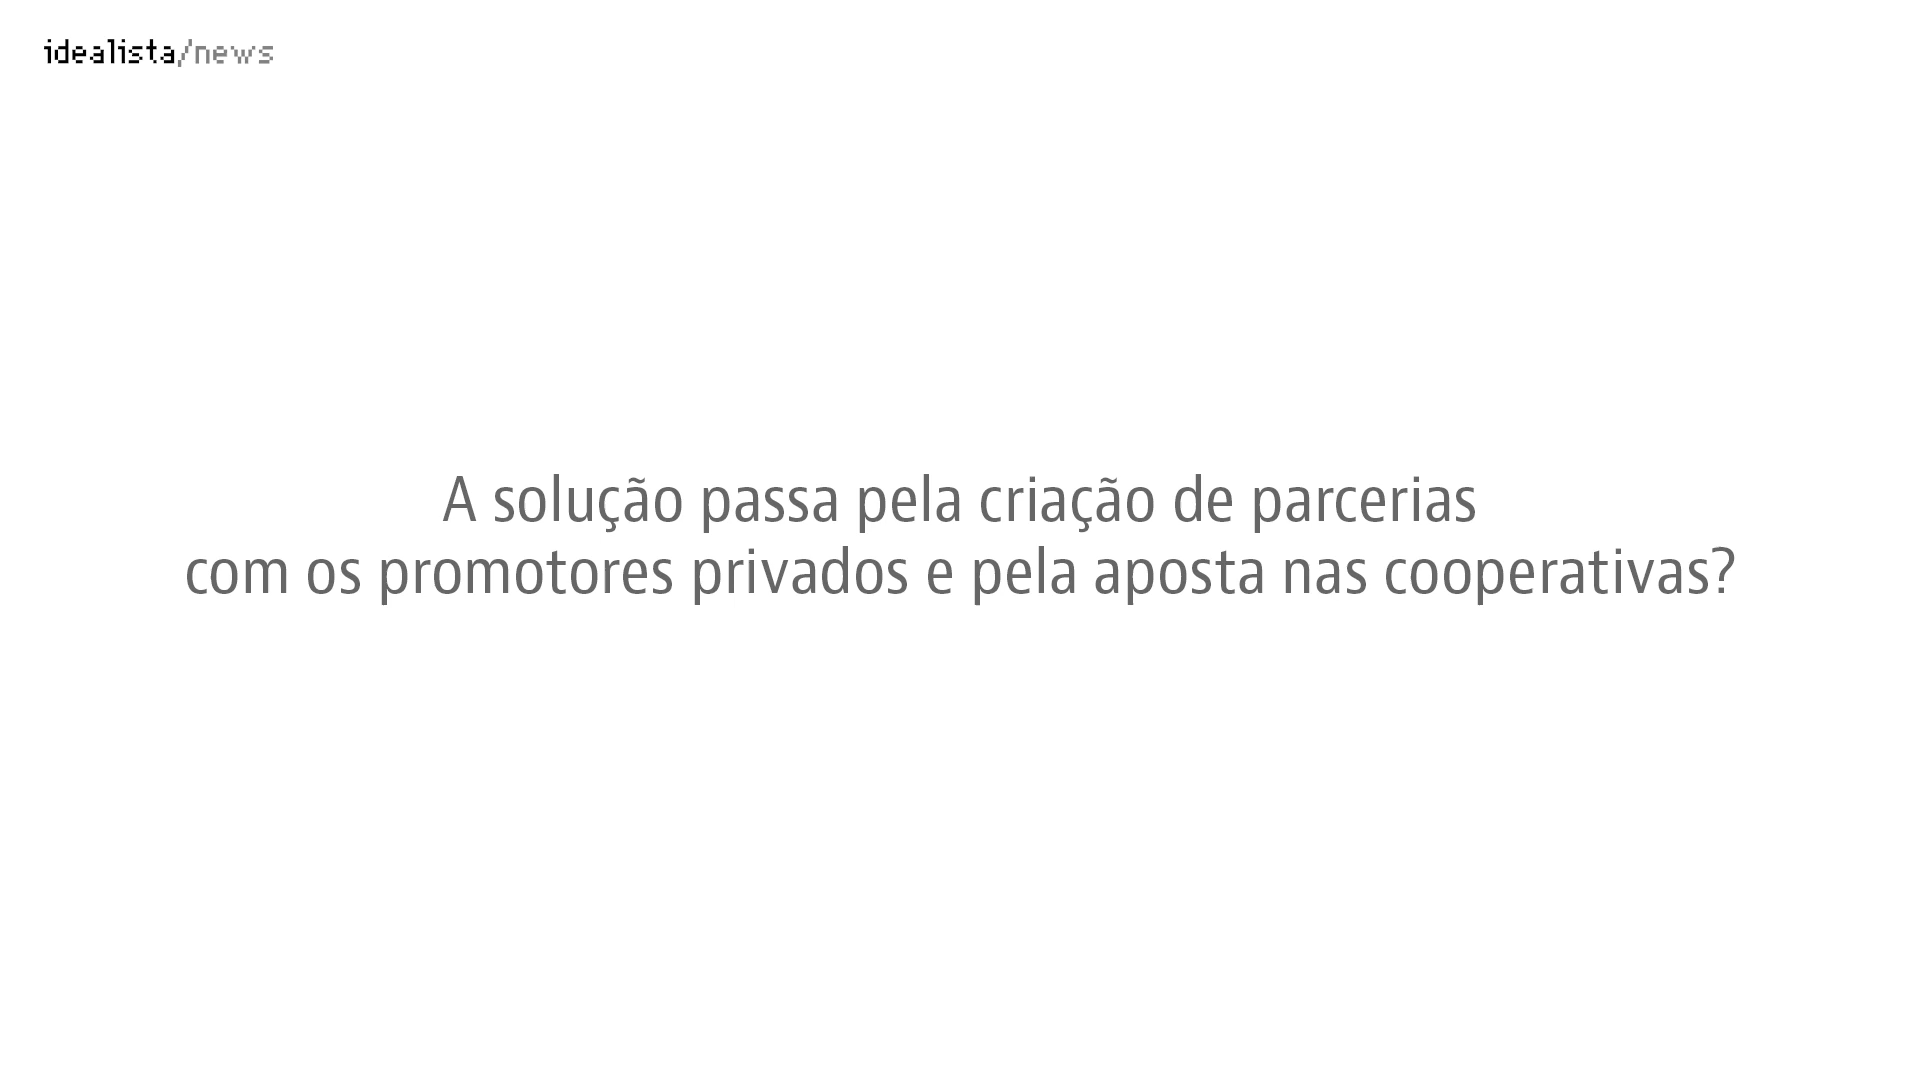 idealista/news
A solução passa pela criação de parcerias
com os promotores privados e pela aposta nas cooperativas?